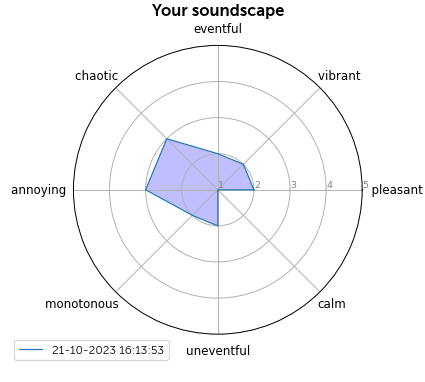 Your soundscape
eventful
chaotic
vibrant
annoying
1
2
3
4
5
pleasant
monotonous
calm
uneventful
21-10-2023 16:13:53